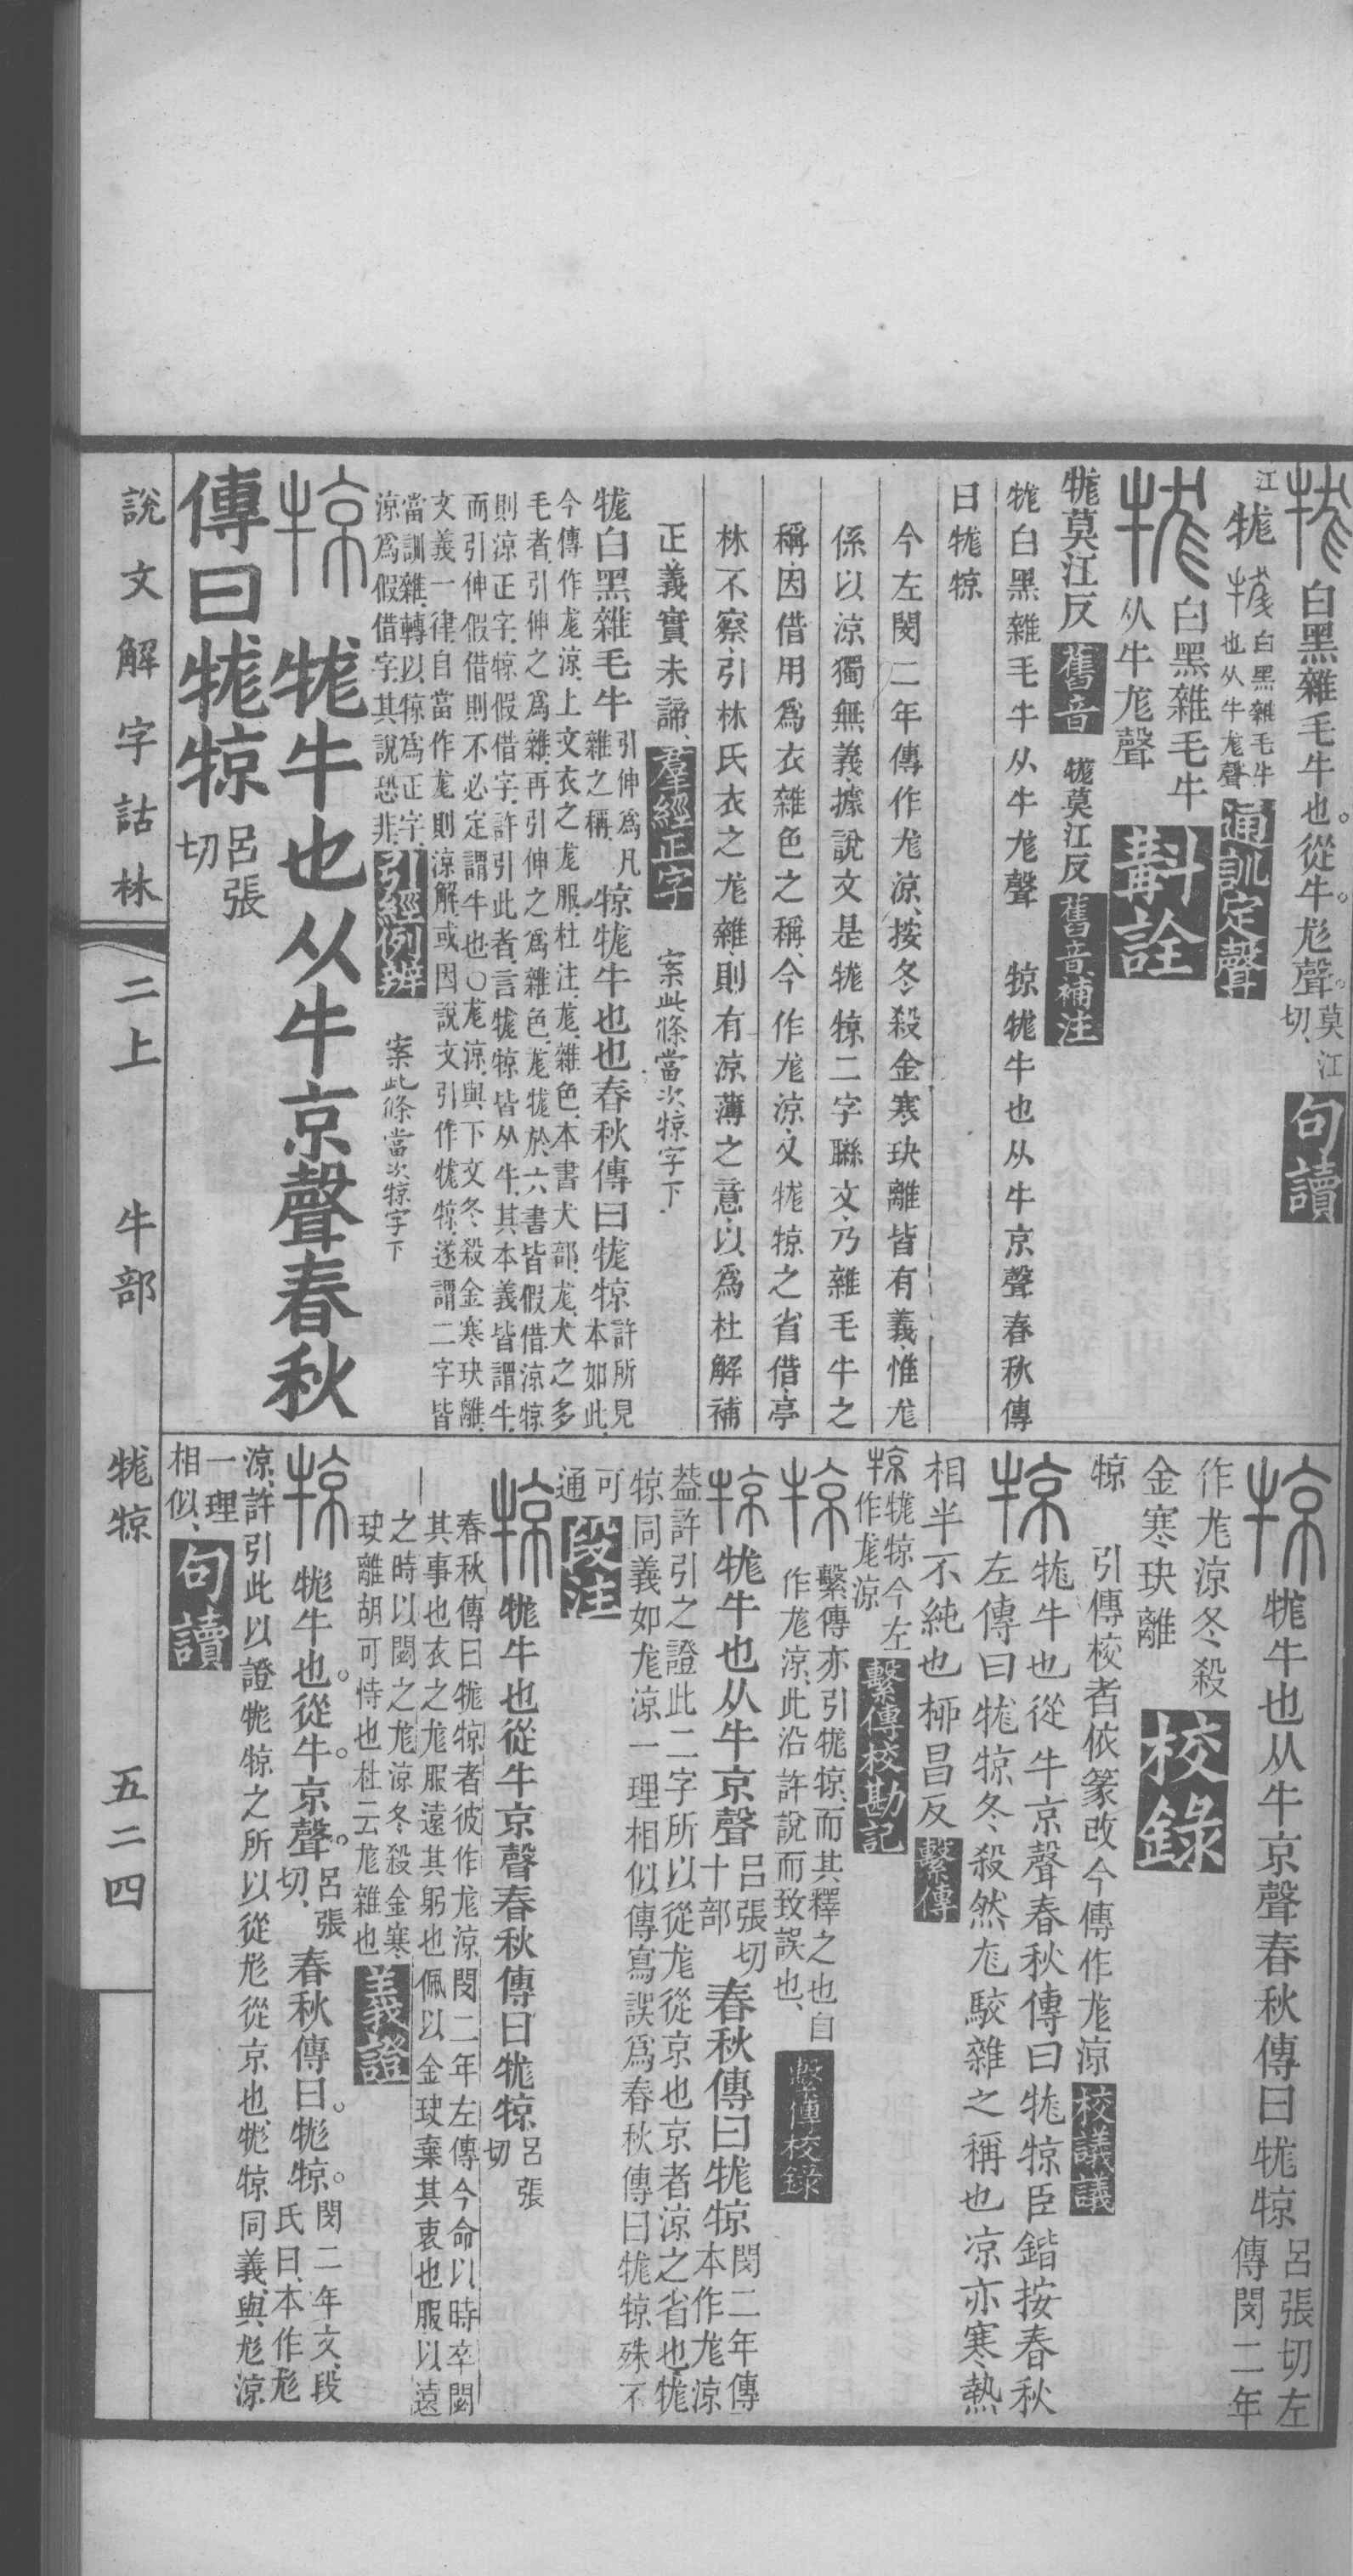 白黑雜毛牛也從牛尨聲莫江切句讀
江牻白黑雜毛牛也从牛尨聲通訓定聲
白黑雜毛牛
从牛尨聲斠詮
牻莫江反舊音牻莫江反舊音補注
牻白黑雜毛牛从牛尨聲 㹁牻牛也从牛京聲春秋傳
曰牻㹁
今左閔二年傳作尨涼按冬殺金寒玦離皆有義惟尨
係以涼獨無義據說文是牻㹁二字聯文乃雜毛牛之
稱因借用爲衣雜色之稱今作尨涼又牻㹁之省借亭
林不察引林氏衣之尨雜則有涼薄之意以爲杜解補
正義實未諦羣經正字 案此條當次㹁字下
牻白黑雜毛牛引伸爲凡雜之稱㹁牻牛也也春秋傳曰牻㹁許所見本如此
今傳作尨涼上文衣之尨服杜注尨雜色本書犬部尨犬之多
毛者引伸之爲雜再引伸之爲雜色尨牻於六書皆假借涼㹁
則涼正字㹁假借字許引此者言牻㹁皆从牛其本義皆謂牛
而引伸假借則不必定謂牛也○尨涼與下文冬殺金寒玦離
文義一律自當作尨則涼解或因說文引作牻㹁遂謂二字皆
當訓雜轉以㹁爲正字
涼爲假借字其說恐非引經例辨 案此條當次㹁字下
牻牛也从牛京聲春秋
傳曰牻㹁呂張切
說文解字詁林 二上 牛部 牻㹁 五二四
牻牛也从牛京聲春秋傳曰牻㹁呂張切左傳閔二年
作尨涼冬殺
金寒玦離校錄
㹁 引傳校者依篆改今傳作尨涼校議議
牻牛也從牛京聲春秋傳曰牻㹁臣鍇按春秋
左傳曰牻㹁冬殺然尨駮雜之稱也涼亦寒熱
相半不純也栁昌反繫傳
牻㹁今左作尨涼繫傳校勘記
繫傳亦引牻㹁而其釋之也自
作尨涼此沿許說而致誤也繫傳校錄
牻牛也从牛京聲呂張切十部春秋傳曰牻㹁閔二年傳本作尨涼
葢許引之證此二字所以從尨從京也京者涼之省也牻
㹁同義如尨涼一理相似傳寫誤爲春秋傳曰牻㹁殊不
可通段注
牻牛也從牛京聲春秋傳曰牻㹁呂張切
春秋傳曰牻㹁者彼作尨涼閔二年左傳今命以時卒閟
其事也衣之尨服遠其躬也佩以金玦棄其衷也服以遠
之時以閟之尨涼冬殺金寒
玦離胡可恃也杜云尨雜也義證
牻牛也從牛京聲呂張切春秋傳曰牻㹁閔二年文段氏曰本作尨
涼許引此以證牻㹁之所以從尨從京也牻㹁同義與尨涼
一理
相似句讀